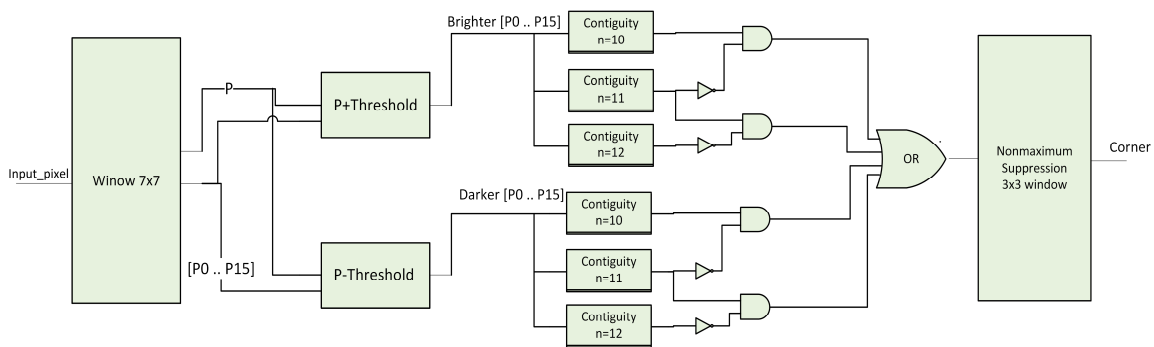 Brighter [P0 .. P15]
Contiguity
n=10
P
P+Threshold
Contiguity
n=11
Contiguity
n=12
Input_pixel
Winow 7x7
OR
Nonmaximum
Suppression
3x3 window
Corner
Darker [P0 .. P15]
Contiguity
n=10
[P0 .. P15]
P-Threshold
Contiguity
n=11
Contiguity
n=12